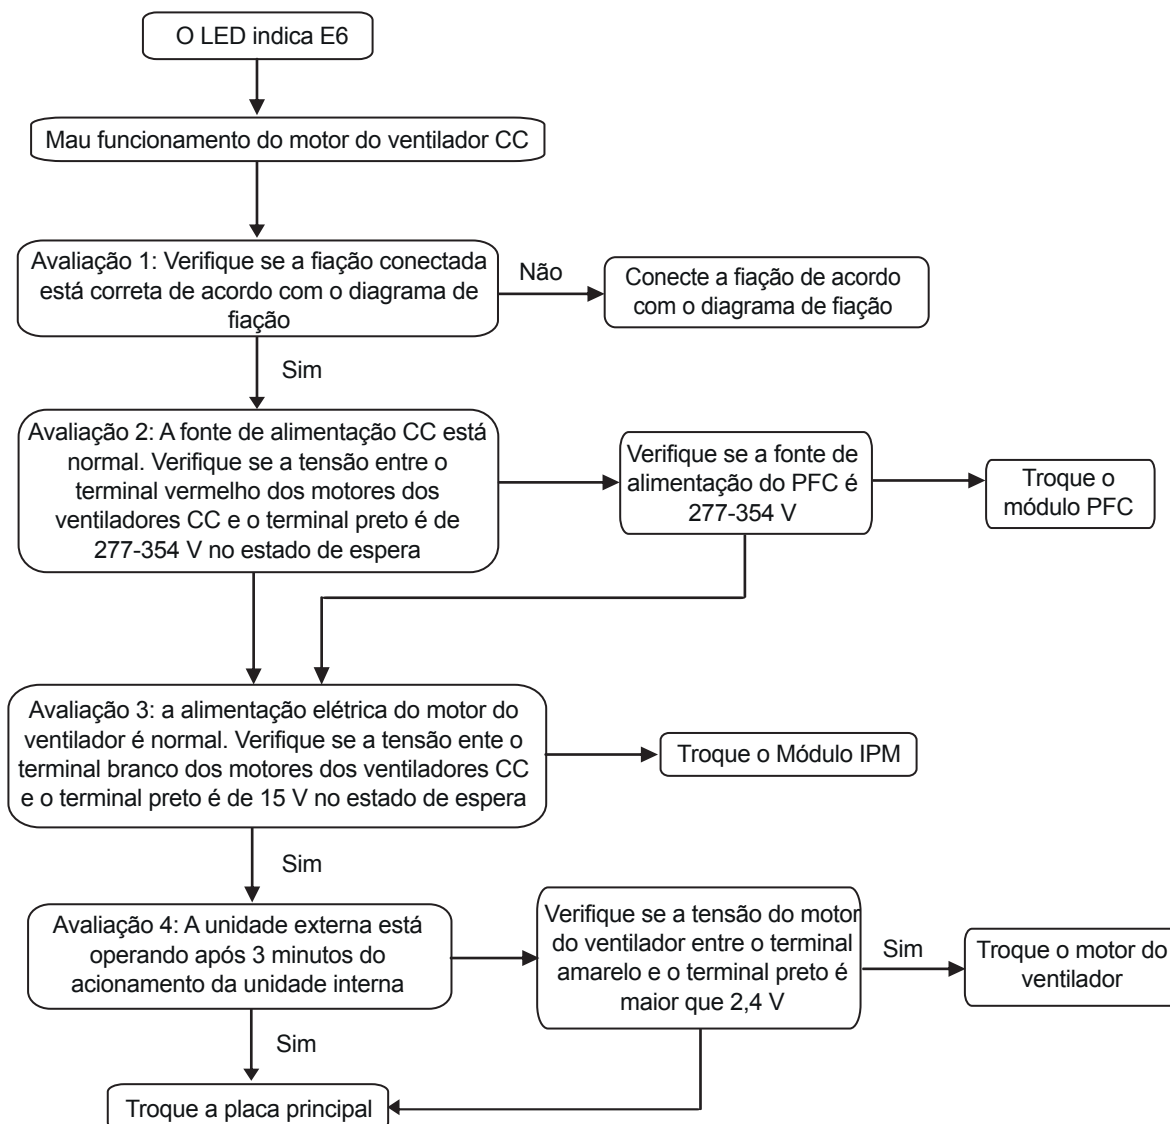 O LED indica E6
Mau funcionamento do motor do ventilador CC
Avaliação 1: Verifique se a fiação conectada
está correta de acordo com o diagrama de
fiação
Não
Conecte a fiação de acordo
com o diagrama de fiação
Sim
Avaliação 2: A fonte de alimentação CC está
normal. Verifique se a tensão entre o
terminal vermelho dos motores dos
ventiladores CC e o terminal preto é de
277-354 V no estado de espera
Verifique se a fonte de
alimentação do PFC é
277-354 V
Troque o
módulo PFC
Avaliação 3: a alimentação elétrica do motor do
ventilador é normal. Verifique se a tensão ente o
terminal branco dos motores dos ventiladores CC
e o terminal preto é de 15 V no estado de espera
Troque o Módulo IPM
Sim
Avaliação 4: A unidade externa está
operando após 3 minutos do
acionamento da unidade interna
Verifique se a tensão do motor
do ventilador entre o terminal
amarelo e o terminal preto é
maior que 2,4 V
Sim
Troque o motor do
ventilador
Sim
Troque a placa principal